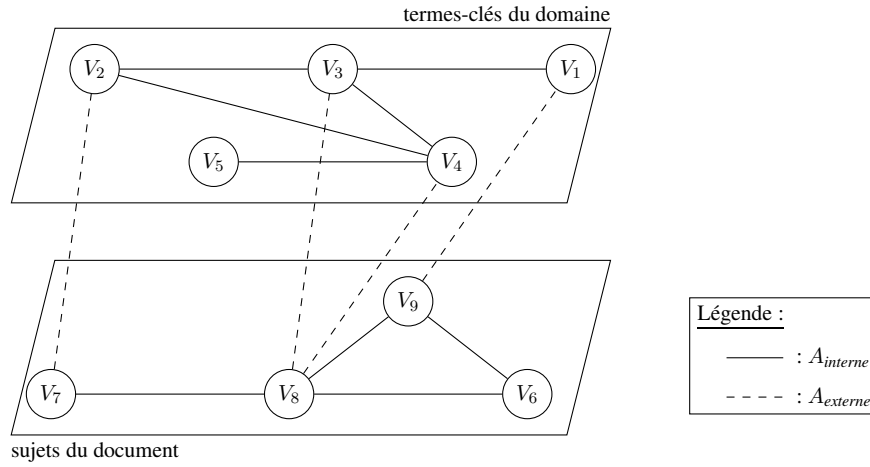 termes-clés du domaine
V2 V3 V1
V5 V4
V9
V7 V8 V6
sujets du document
Légende :
: Ainterne
: Aexterne